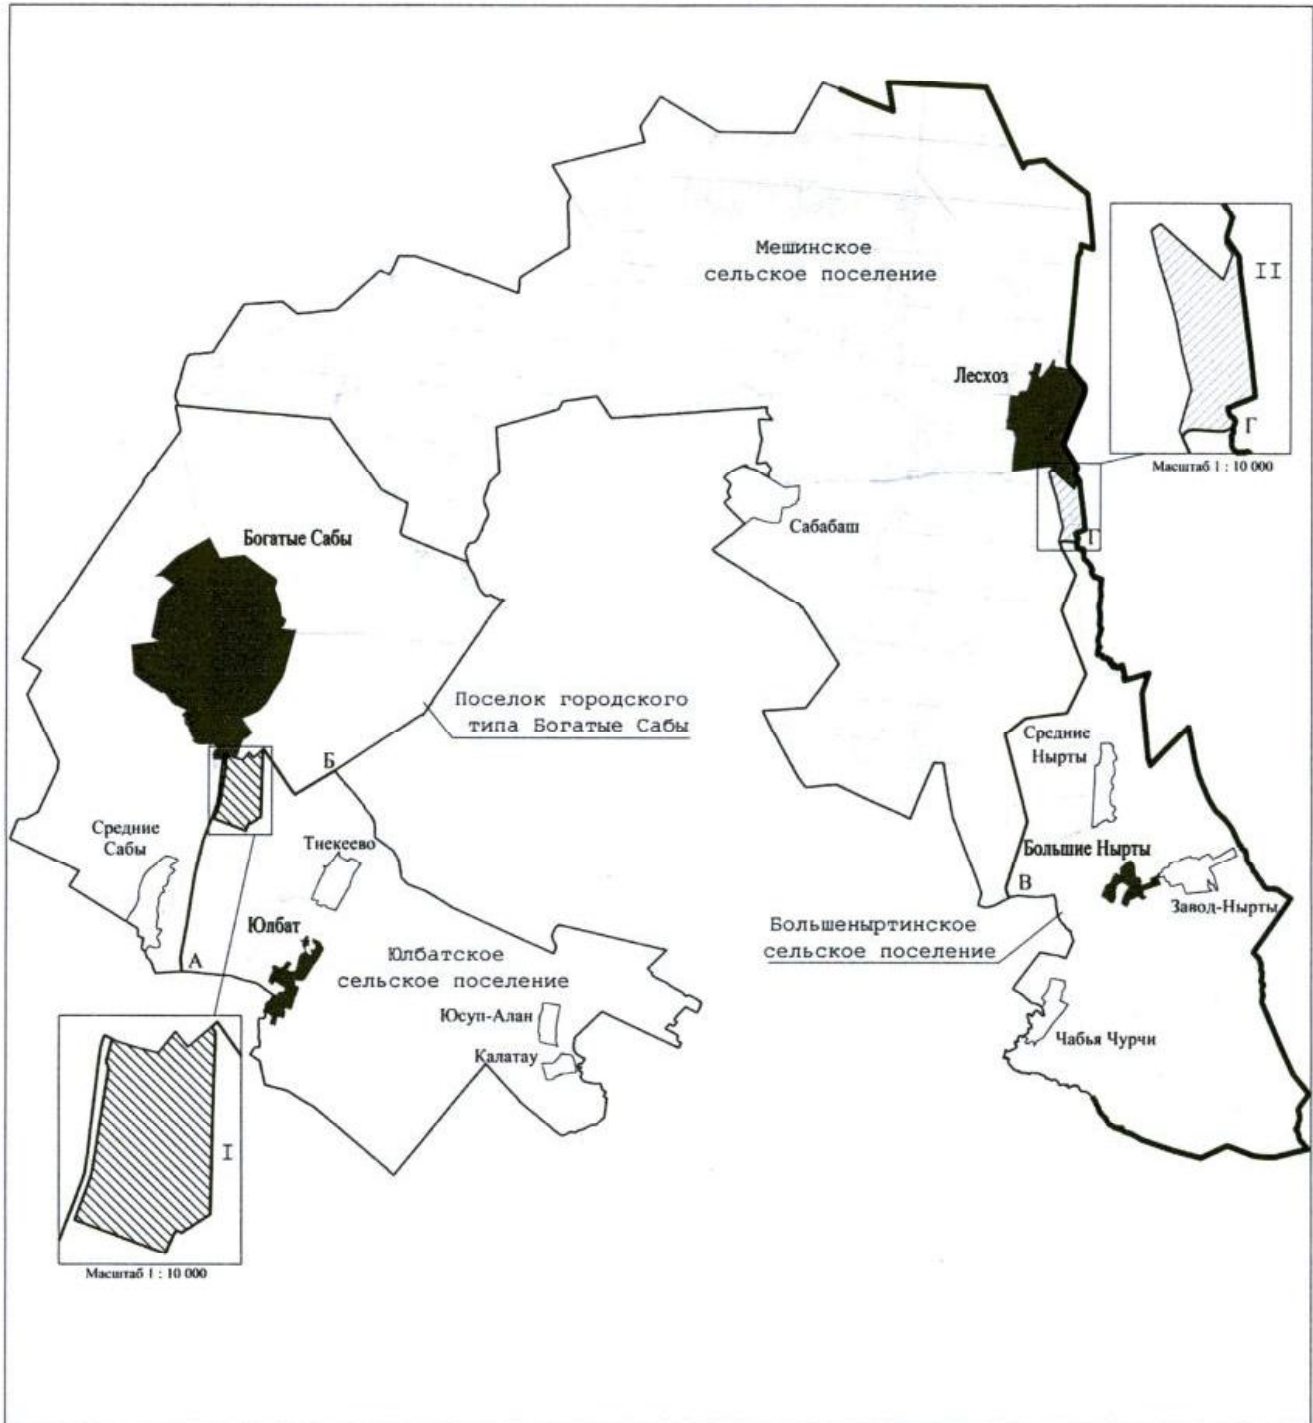 Мешинское
сельское поселение
II
Лесхоз
Г
Масштаб 1 : 10 000
Сабабаш
Богатые Сабы
Г
Поселок городского
типа Богатые Сабы
Средние
Нырты
Б
Средние
Сабы
Тнекеево
Большие Нырты
В
Завод-Нырты
Юлбат
Большеныртинское
сельское поселение
А
Юлбатское
сельское поселение
Юсуп-Алан
Чабья Чурчи
Калатау
I
Масштаб 1 : 10 000